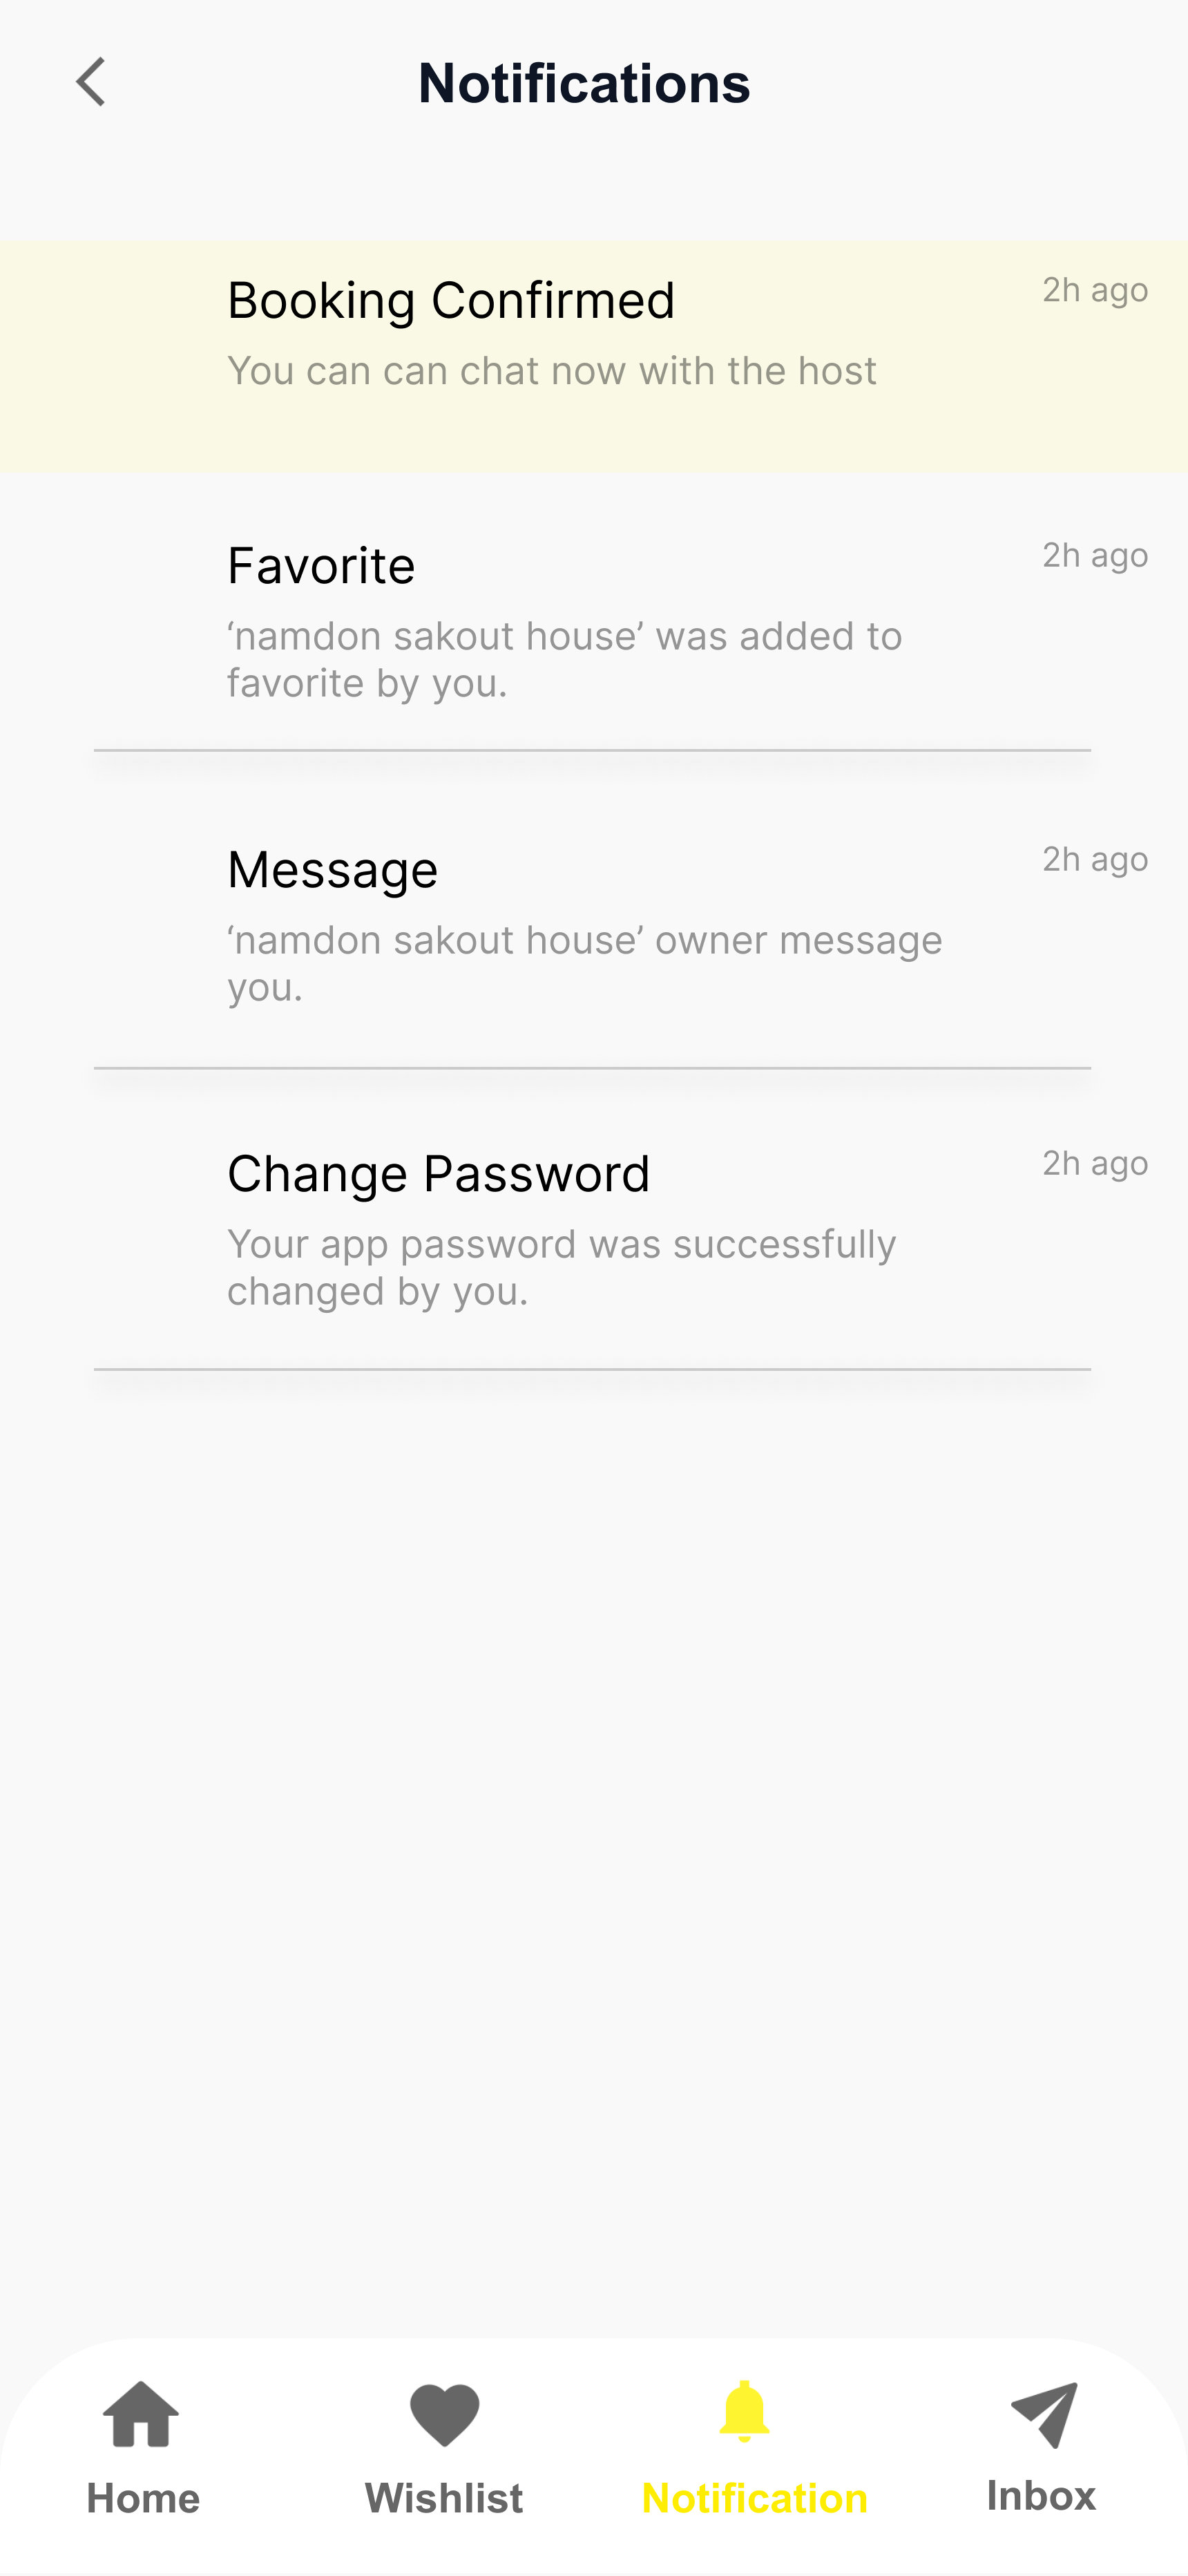 Notifications
Booking Confirmed
2h ago
You can can chat now with the host
Favorite
2h ago
‘namdon sakout house’ was added to
favorite by you.
Message
2h ago
‘namdon sakout house’ owner message
you.
Change Password
2h ago
Your app password was successfully
changed by you.
Home
Wishlist
Notification
Inbox